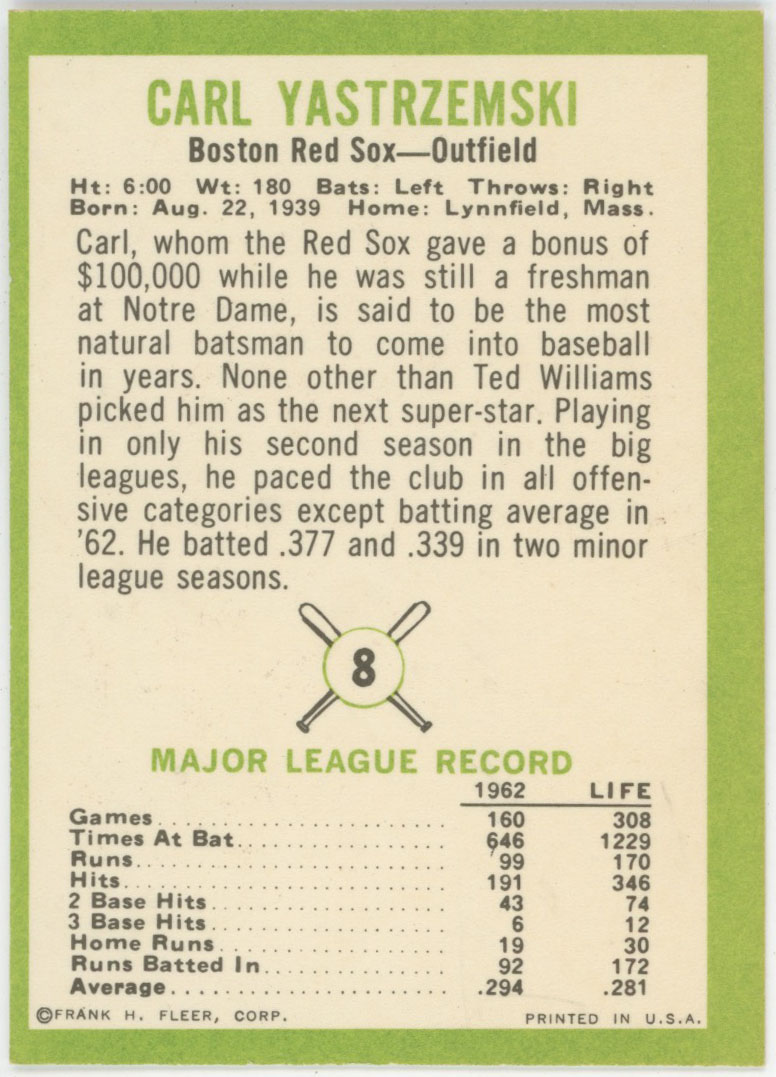 CARL YASTRZEMSKI
Boston Red Sox—Outfield
Ht: 6:00 Wt: 180 Bats: Left Throws: Right
Born: Aug. 22, 1939 Home: Lynnfield, Mass.
Carl, whom the Red Sox gave a bonus of
$100,000 while he was still a freshman
at Notre Dame, is said to be the most
natural batsman to come into baseball
in years. None other than Ted Williams
picked him as the next super-star. Playing
in only his second season in the big
leagues, he paced the club in all offen-
sive categories except batting average in
'62. He batted .377 and .339 in two minor
league seasons.
8
MAJOR LEAGUE RECORD
1962 LIFE
Games 160 308
Times At Bat 646 1229
Runs 99 170
Hits 191 346
2 Base Hits 43 74
3 Base Hits 6 12
Home Runs 19 30
Runs Batted In 92 172
Average .294 .281
©FRANK H. FLEER, CORP. PRINTED IN U.S.A.